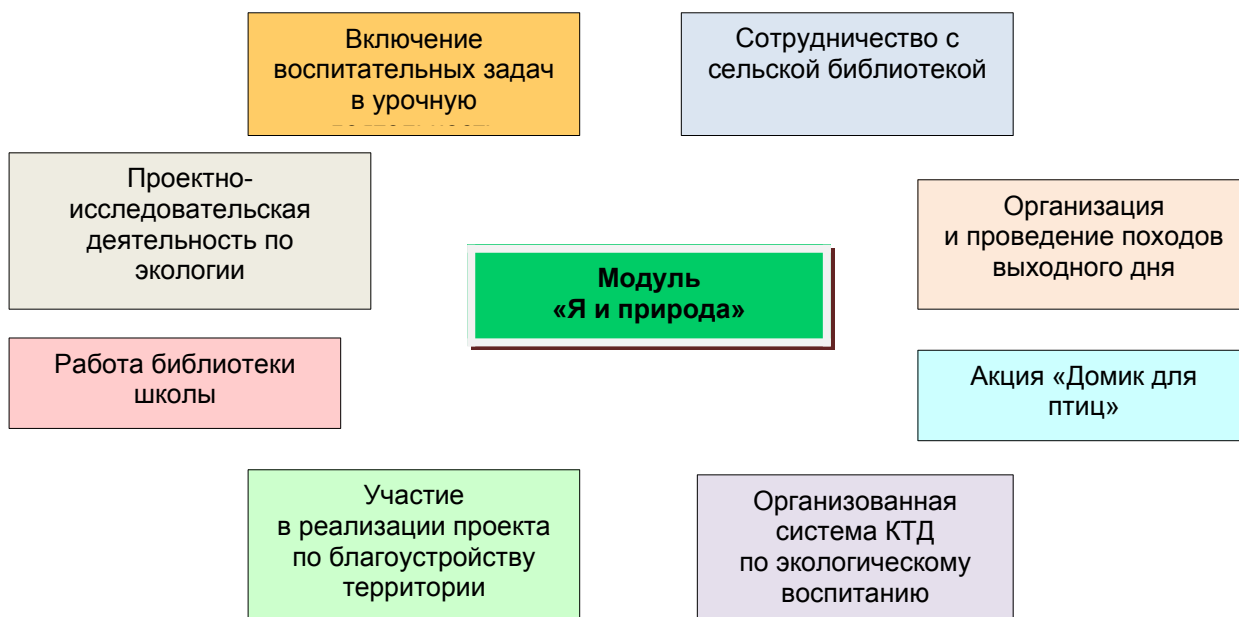 Включение
воспитательных задач
в урочную
Сотрудничество с
сельской библиотекой
Проектно-
исследовательская
деятельность по
экологии
Организация
и проведение походов
выходного дня
Модуль
«Я и природа»
Работа библиотеки
школы
Акция «Домик для
птиц»
Участие
в реализации проекта
по благоустройству
территории
Организованная
система КТД
по экологическому
воспитанию